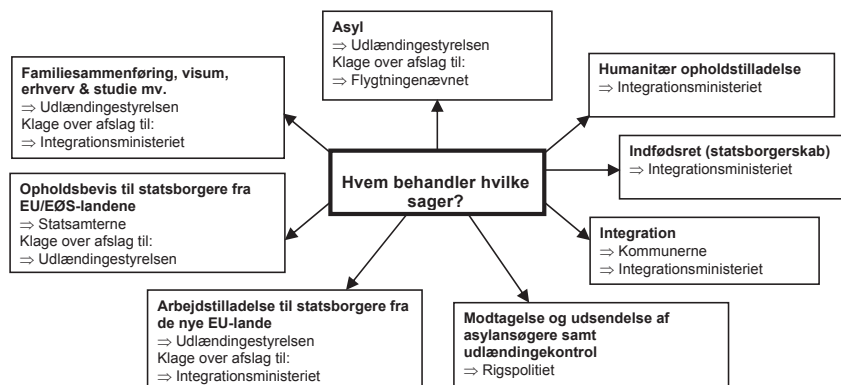 Asyl
⇒ Udlændingestyrelsen
Klage over afslag til:
⇒ Flygtningenævnet
Familiesammenføring, visum,
erhverv & studie mv.
⇒ Udlændingestyrelsen
Klage over afslag til:
⇒ Integrationsministeriet
Humanitær opholdstilladelse
⇒ Integrationsministeriet
Hvem behandler hvilke
sager?
Indfødsret (statsborgerskab)
⇒ Integrationsministeriet
Opholdsbevis til statsborgere fra
EU/EØS-landene
⇒ Statsamterne
Klage over afslag til:
⇒ Udlændingestyrelsen
Integration
⇒ Kommunerne
⇒ Integrationsministeriet
Arbejdstilladelse til statsborgere fra
de nye EU-lande
⇒ Udlændingestyrelsen
Klage over afslag til:
⇒ Integrationsministeriet
Modtagelse og udsendelse af
asylansøgere samt
udlændingekontrol
⇒ Rigspolitiet